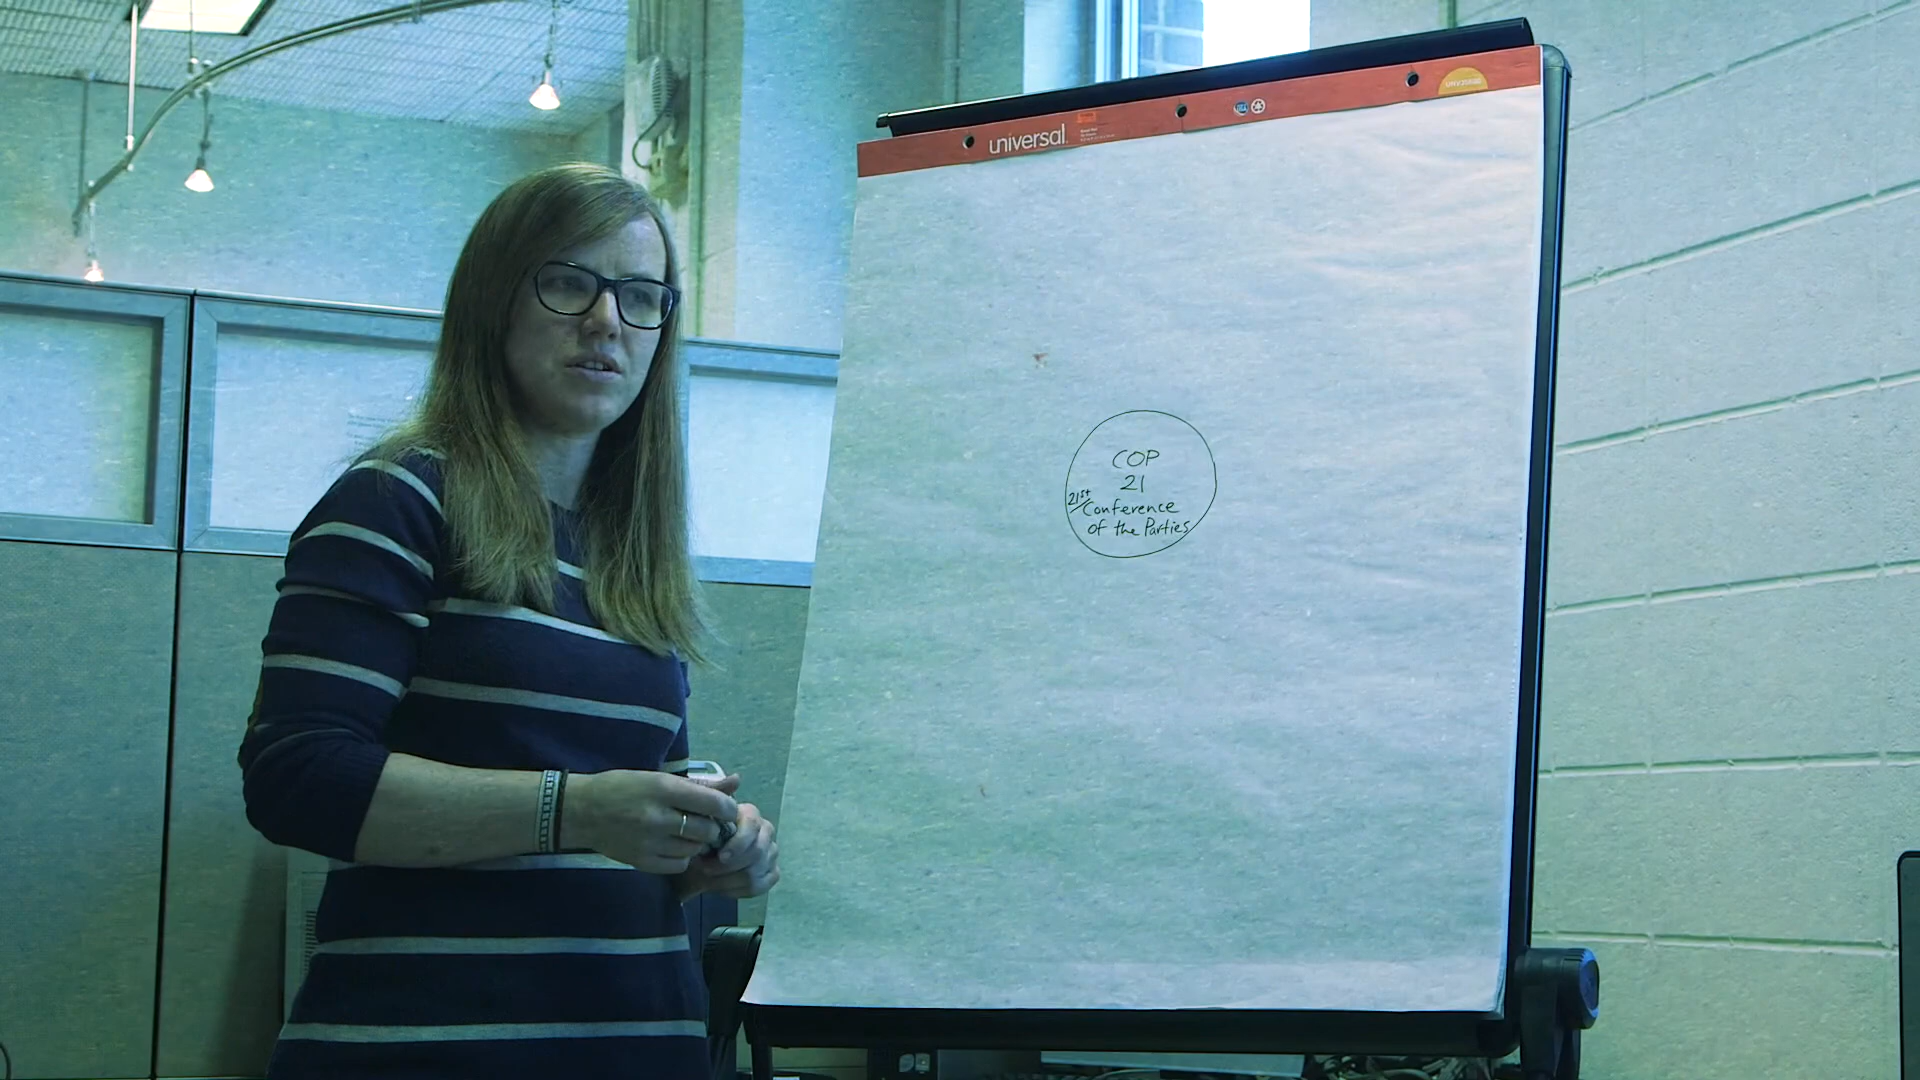 universal
COP
21
21st
Conference
of the Parties